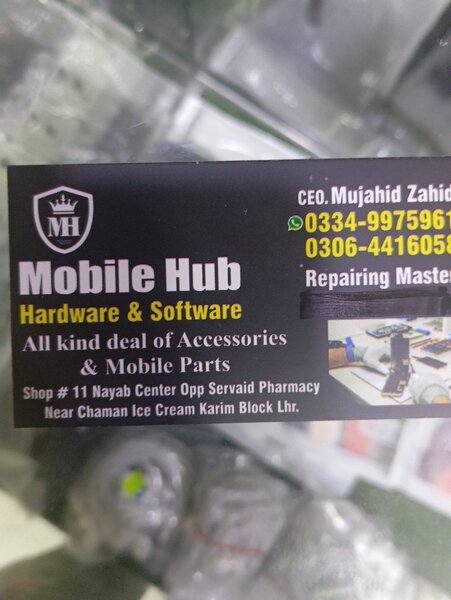 MH
Mobile Hub
Hardware & Software
All kind deal of Accessories
& Mobile Parts
Shop # 11 Nayab Center Opp Servaid Pharmacy
Near Chaman Ice Cream Karim Block Lhr.
CEO. Mujahid Zahid
0334-9975961
0306-4416058
Repairing Master